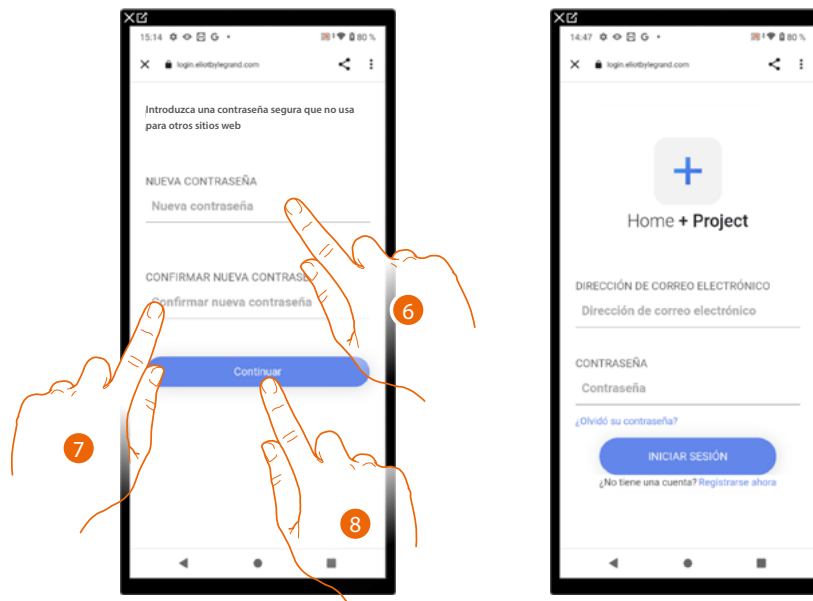 15:14
80 %
login.eliotbylegrand.com
Introduzca una contraseña segura que no usa
para otros sitios web
NUEVA CONTRASEÑA
Nueva contraseña
CONFIRMAR NUEVA CONTRASE
Confirmar nueva contraseña
Continuar
6
7
8
14:47
80 %
login.eliotbylegrand.com
Home + Project
DIRECCIÓN DE CORREO ELECTRÓNICO
Dirección de correo electrónico
CONTRASEÑA
Contraseña
¿Olvidó su contraseña?
INICIAR SESIÓN
¿No tiene una cuenta? Registrarse ahora